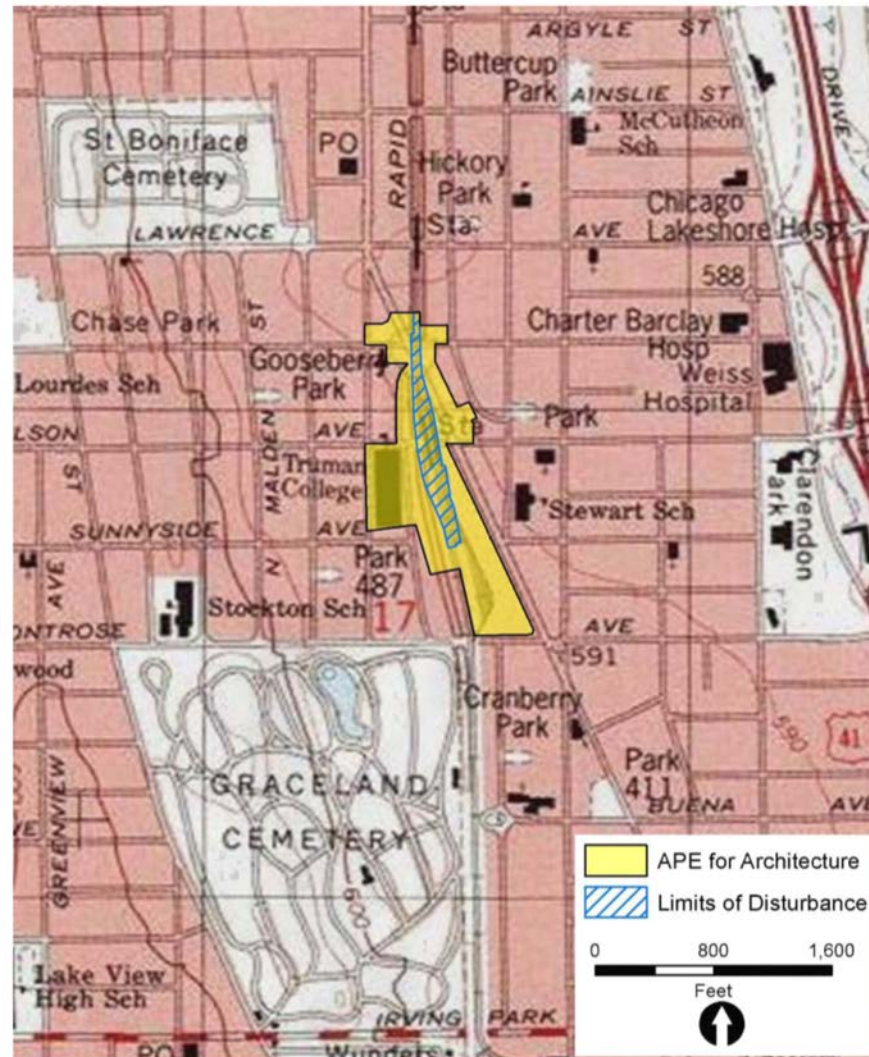 ARGYLE ST
Buttercup
Park
AINSLIE ST
DRIVE
McCutheon
Sch
St Boniface
Cemetery
PO
RAPID
Hickory
Park
Sta
Chicago
Lakeshore Hosp
LAWRENCE
AVE
588
Chase Park
ST
Charter Barclay
Hosp
Gooseberry
Park
Weiss
Hospital
Lourdes Sch
LSON
AVE
Sta
Park
MALDEN
N
Truman
College
ST
Clarendon
Park
Stewart Sch
SUNNYSIDE
AVE
Park
487
AVE
Stockton Sch
17
ONTROSE
AVE
591
wood
Cranberry
Park
590
41
Park
411
GRACELAND
CEMETERY
BUENA
AVE
VE
GREENVIEW
600
Lake View
High Sch
IRVING PARK
PO
Wunders
APE for Architecture
Limits of Disturbance
0 800 1,600
Feet